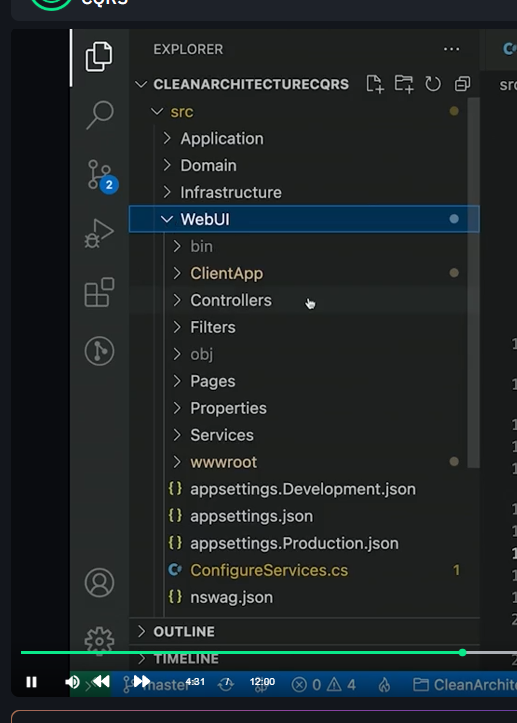 CQRS
EXPLORER
CLEANARCHITECTURECQRS
src
Application
Domain
Infrastructure
2
WebUI
bin
ClientApp
Controllers
Filters
obj
Pages
Properties
Services
wwwroot
{} appsettings.Development.json
{} appsettings.json
{} appsettings.Production.json
C# ConfigureServices.cs 1
{} nswag.json
OUTLINE
TIMELINE
master 0 4 CleanArchite
4:31 / 12:00